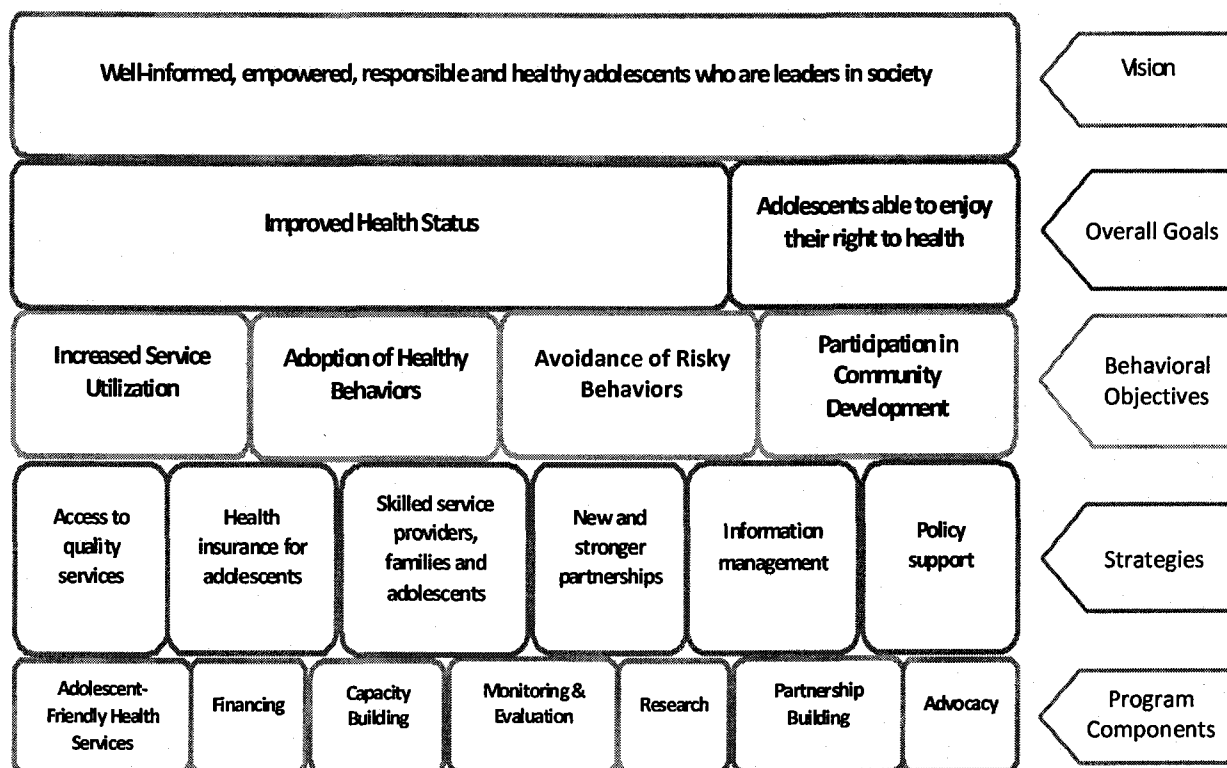 Well-informed, empowered, responsible and healthy adolescents who are leaders in society
Vision
Improved Health Status
Adolescents able to enjoy
their right to health
Overall Goals
Increased Service
Utilization
Adoption of Healthy
Behaviors
Avoidance of Risky
Behaviors
Participation in
Community
Development
Behavioral
Objectives
Access to
quality
services
Health
insurance for
adolescents
Skilled service
providers,
families and
adolescents
New and
stronger
partnerships
Information
management
Policy
support
Strategies
Adolescent-
Friendly Health
Services
Financing
Capacity
Building
Monitoring &
Evaluation
Research
Partnership
Building
Advocacy
Program
Components